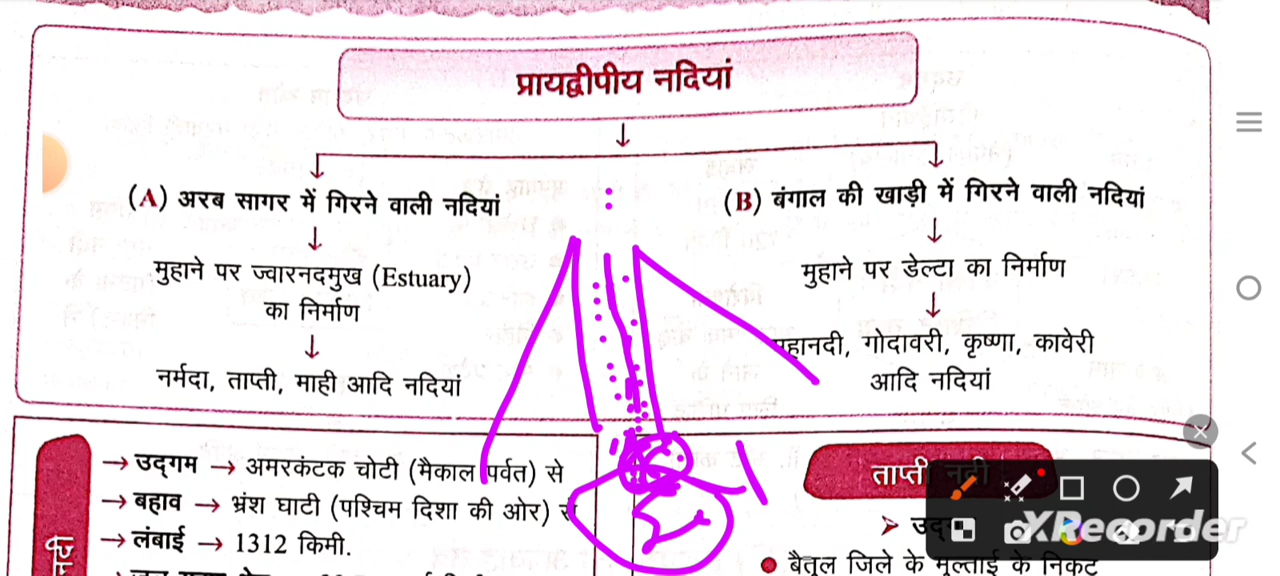 प्रायद्वीपीय नदियां
(A) अरब सागर में गिरने वाली नदियां
(B) बंगाल की खाड़ी में गिरने वाली नदियां
मुहाने पर ज्वारनदमुख (Estuary)
का निर्माण
मुहाने पर डेल्टा का निर्माण
नर्मदा, ताप्ती, माही आदि नदियां
महानदी, गोदावरी, कृष्णा, कावेरी
आदि नदियां
→ उद्गम → अमरकंटक चोटी (मैकाल पर्वत) से
→ बहाव → भ्रंश घाटी (पश्चिम दिशा की ओर) से
→ लंबाई → 1312 किमी.
ताप्ती नदी
बैतूल जिले के मुल्ताई के निकट
XRecorder